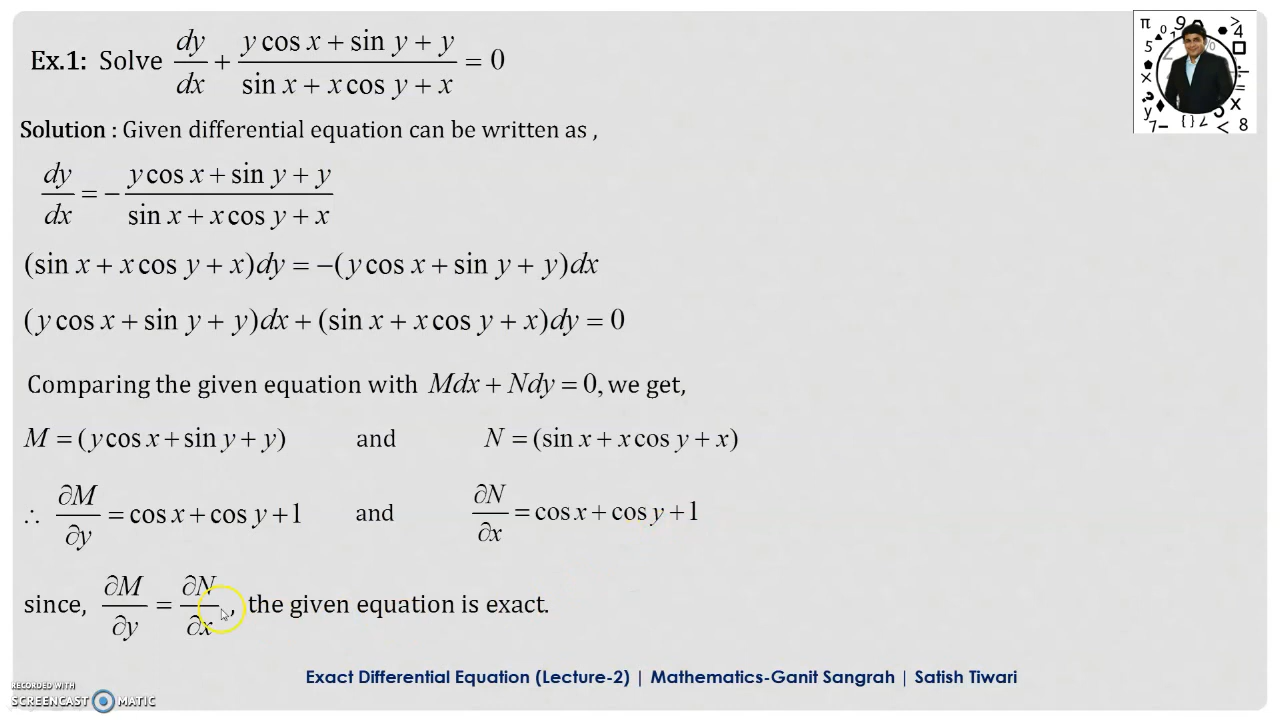 Ex.1: Solve dy/dx + (y cos x + sin y + y)/(sin x + x cos y + x) = 0
Solution : Given differential equation can be written as ,
dy/dx = − (y cos x + sin y + y)/(sin x + x cos y + x)
(sin x + x cos y + x)dy = −(y cos x + sin y + y)dx
(y cos x + sin y + y)dx + (sin x + x cos y + x)dy = 0
Comparing the given equation with Mdx + Ndy = 0, we get,
M = (y cos x + sin y + y) and N = (sin x + x cos y + x)
∴ ∂M/∂y = cos x + cos y + 1 and ∂N/∂x = cos x + cos y + 1
since, ∂M/∂y = ∂N/∂x , the given equation is exact.
Exact Differential Equation (Lecture-2) | Mathematics-Ganit Sangrah | Satish Tiwari
RECORDED WITH
SCREENCAST MATIC